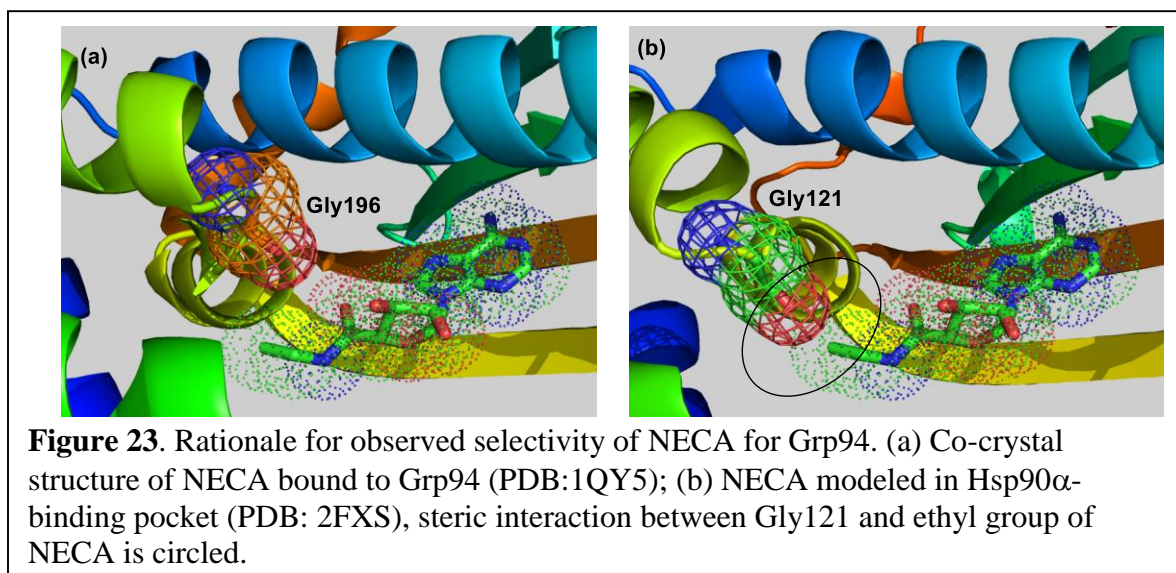 (a)
Gly196
(b)
Gly121
Figure 23. Rationale for observed selectivity of NECA for Grp94. (a) Co-crystal
structure of NECA bound to Grp94 (PDB:1QY5); (b) NECA modeled in Hsp90α-
binding pocket (PDB: 2FXS), steric interaction between Gly121 and ethyl group of
NECA is circled.